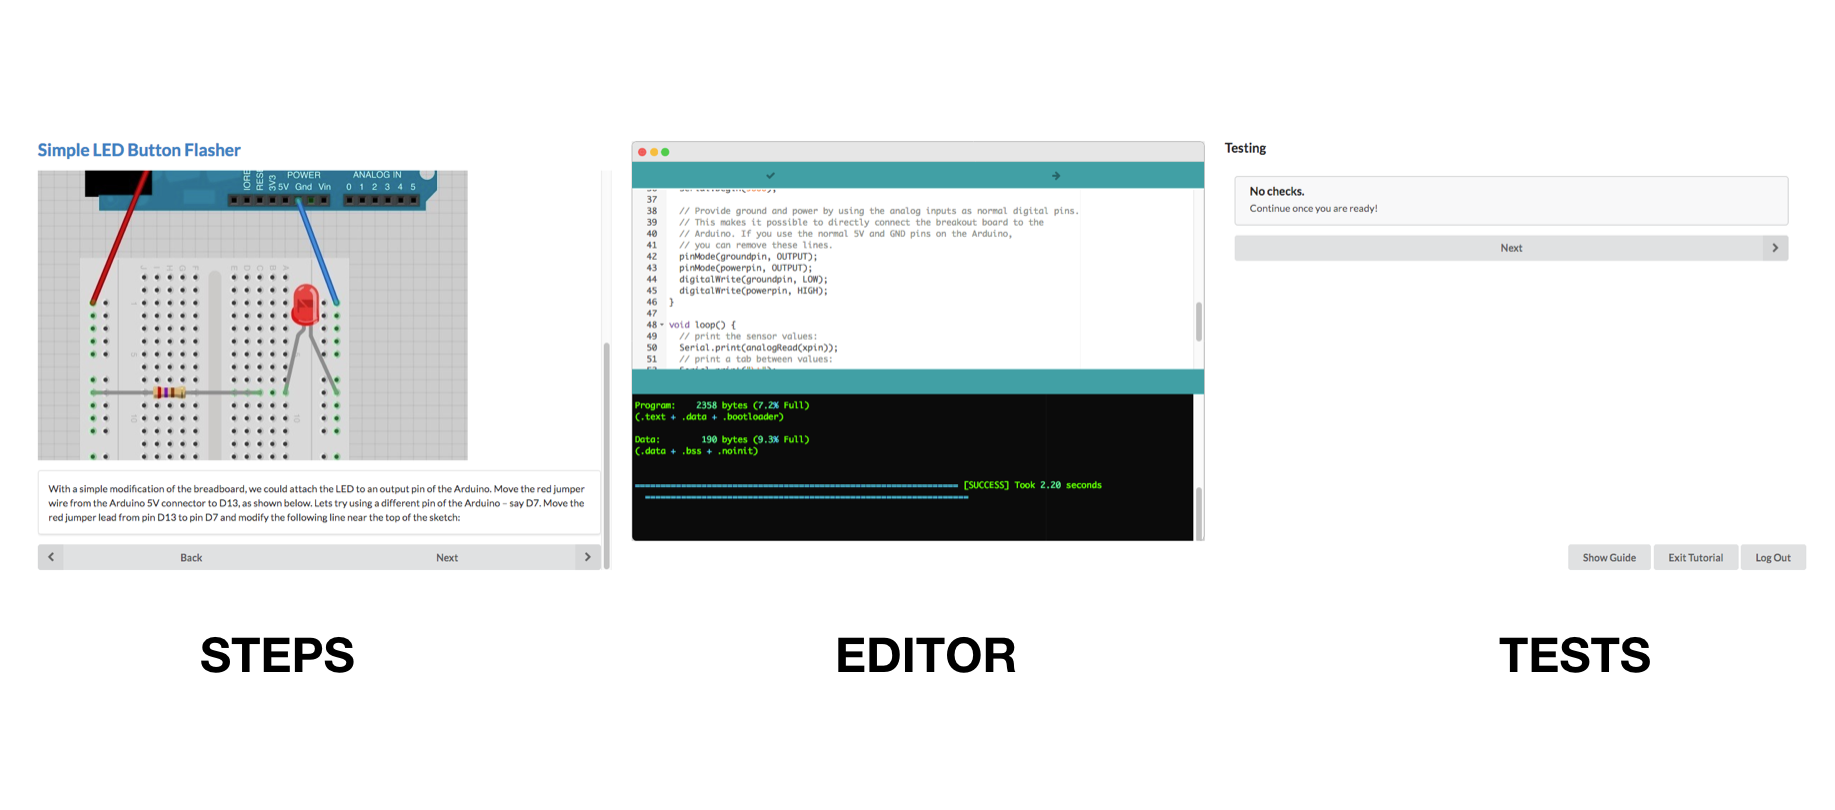 Simple LED Button Flasher
IORE
RES
3V3
POWER
5V Gnd Vin
ANALOG IN
0 1 2 3 4 5
With a simple modification of the breadboard, we could attach the LED to an output pin of the Arduino. Move the red jumper
wire from the Arduino 5V connector to D13, as shown below. Lets try using a different pin of the Arduino – say D7. Move the
red jumper lead from pin D13 to pin D7 and modify the following line near the top of the sketch:
Back
Next
37
38 // Provide ground and power by using the analog inputs as normal digital pins.
39 // This makes it possible to directly connect the breakout board to the
40 // Arduino. If you use the normal 5V and GND pins on the Arduino,
41 // you can remove these lines.
42 pinMode(groundpin, OUTPUT);
43 pinMode(powerpin, OUTPUT);
44 digitalWrite(groundpin, LOW);
45 digitalWrite(powerpin, HIGH);
46 }
47
48 void loop() {
49 // print the sensor values:
50 Serial.print(analogRead(xpin));
51 // print a tab between values:
Program: 2358 bytes (7.2% Full)
(.text + .data + .bootloader)
Data: 190 bytes (9.3% Full)
(.data + .bss + .noinit)
[SUCCESS] Took 2.20 seconds
Testing
No checks.
Continue once you are ready!
Next
Show Guide
Exit Tutorial
Log Out
STEPS
EDITOR
TESTS